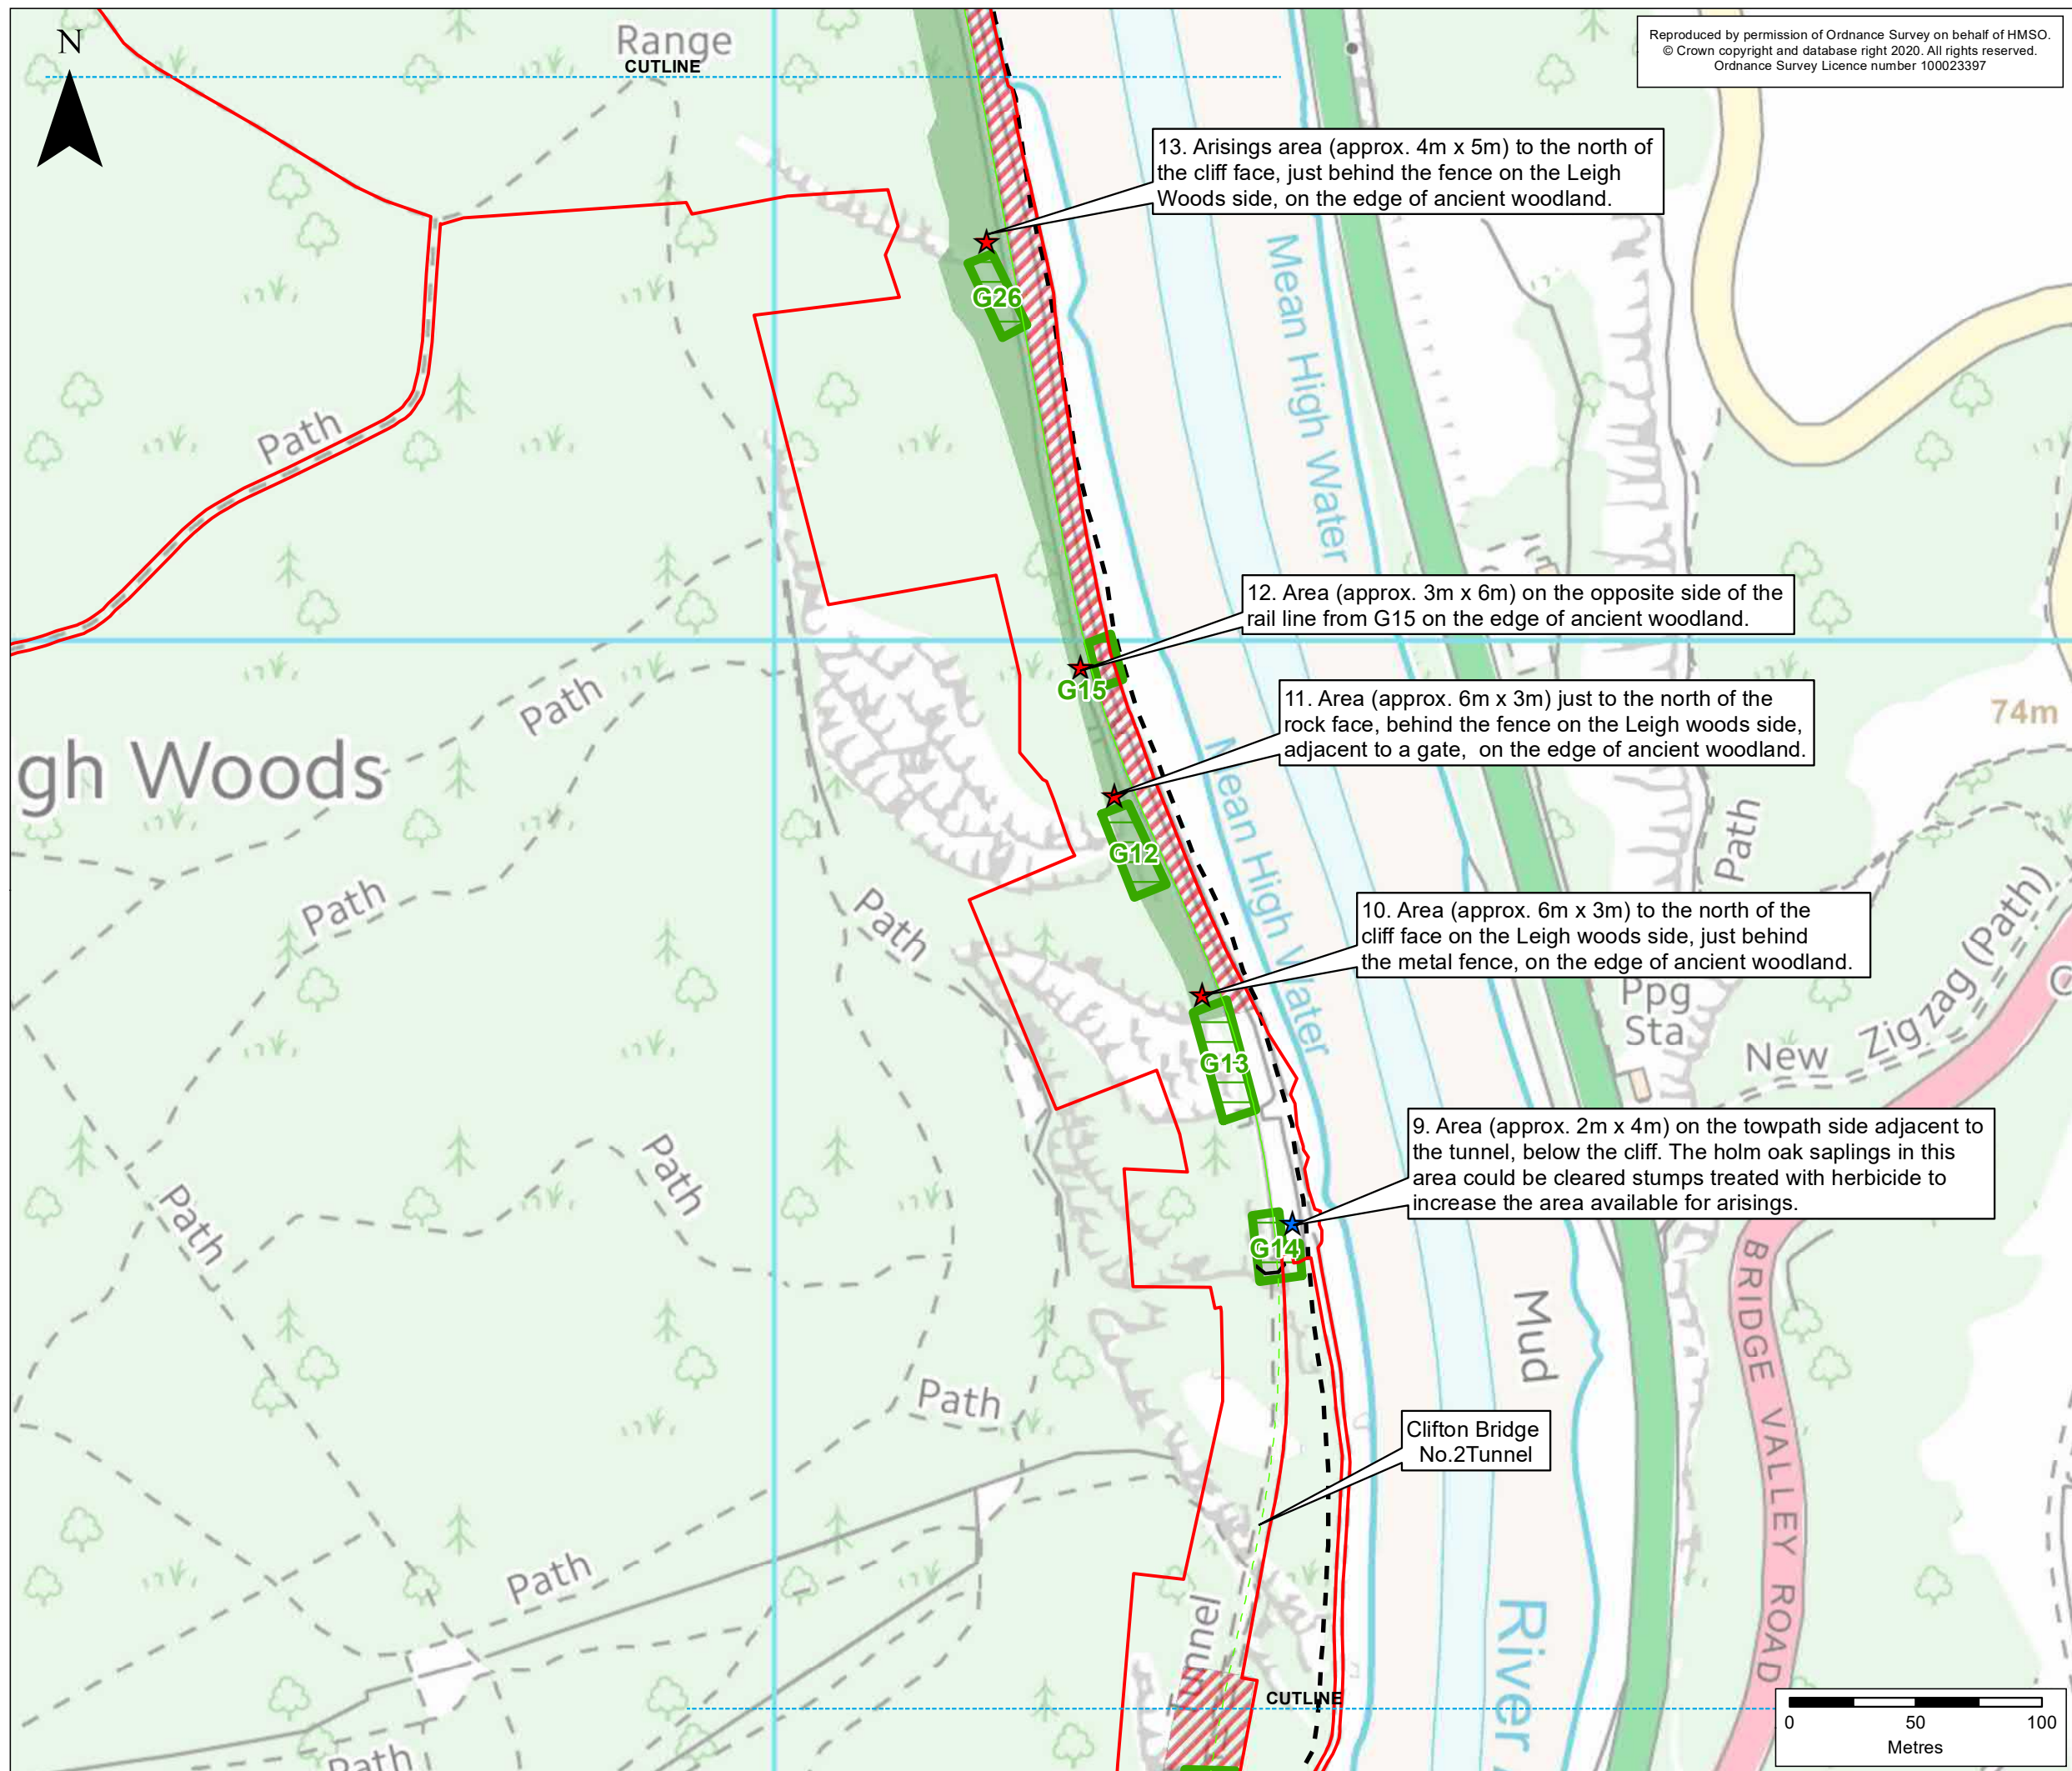 N
Range
CUTLINE
Reproduced by permission of Ordnance Survey on behalf of HMSO.
© Crown copyright and database right 2020. All rights reserved.
Ordnance Survey Licence number 100023397
13. Arisings area (approx. 4m x 5m) to the north of
the cliff face, just behind the fence on the Leigh
Woods side, on the edge of ancient woodland.
G26
Mean High Water
Path
12. Area (approx. 3m x 6m) on the opposite side of the
rail line from G15 on the edge of ancient woodland.
G15
Path
11. Area (approx. 6m x 3m) just to the north of the
rock face, behind the fence on the Leigh woods side,
adjacent to a gate, on the edge of ancient woodland.
74m
gh Woods
G12
Mean High Water
Path
Path
Path
10. Area (approx. 6m x 3m) to the north of the
cliff face on the Leigh woods side, just behind
the metal fence, on the edge of ancient woodland.
Zig zag (Path)
C
Ppg
Sta
New
G13
9. Area (approx. 2m x 4m) on the towpath side adjacent to
the tunnel, below the cliff. The holm oak saplings in this
area could be cleared stumps treated with herbicide to
increase the area available for arisings.
Path
Path
G14
Mud
BRIDGE VALLEY ROAD
Path
Clifton Bridge
No.2Tunnel
Path
Tunnel
River
CUTLINE
Path
0 50 100
Metres